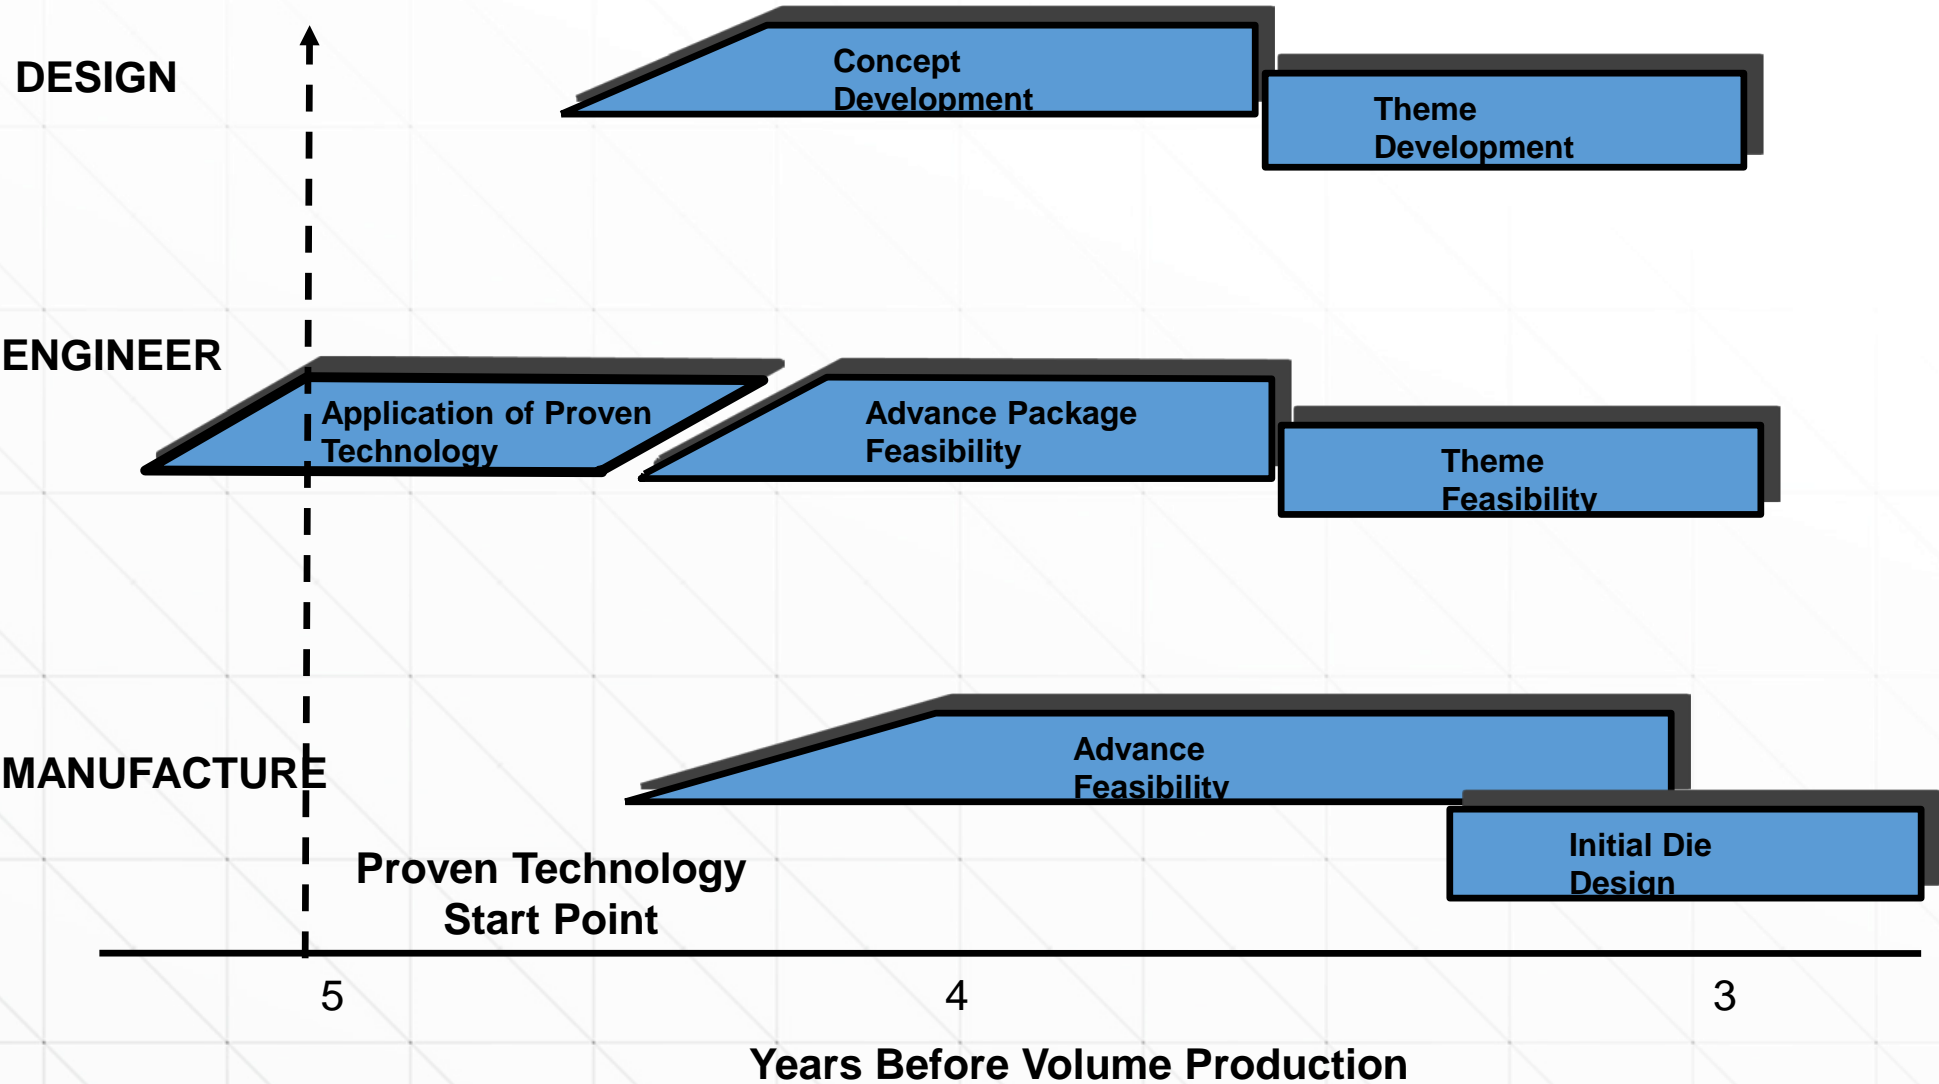 DESIGN
Concept
Development
Theme
Development
ENGINEER
Application of Proven
Technology
Advance Package
Feasibility
Theme
Feasibility
MANUFACTURE
Advance
Feasibility
Initial Die
Design
Proven Technology
Start Point
5 4 3
Years Before Volume Production